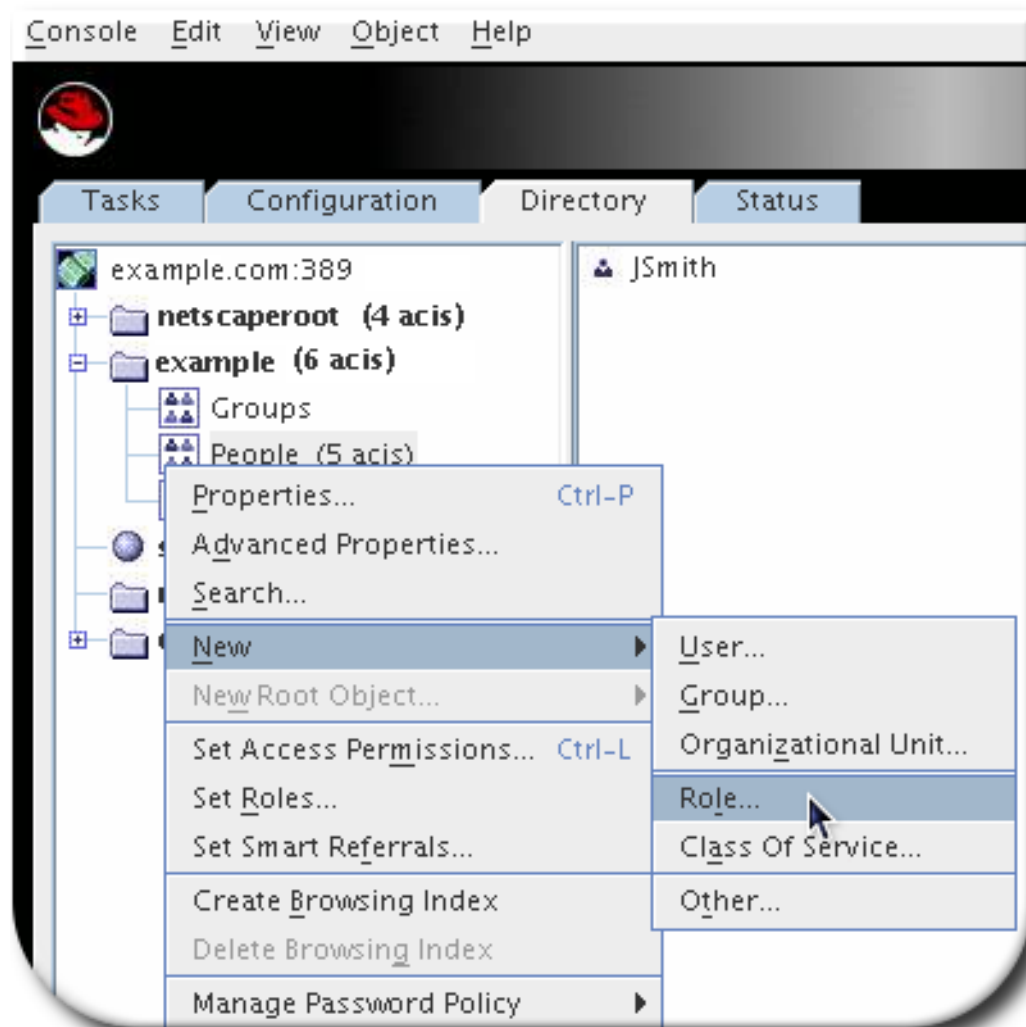 Console Edit View Object Help
Tasks Configuration Directory Status
example.com:389
netscaperoot (4 acis)
example (6 acis)
Groups
People (5 acis)
JSmith
Properties... Ctrl-P
Advanced Properties...
Search...
New
New Root Object...
Set Access Permissions... Ctrl-L
Set Roles...
Set Smart Referrals...
Create Browsing Index
Delete Browsing Index
Manage Password Policy
User...
Group...
Organizational Unit...
Role...
Class Of Service...
Other...